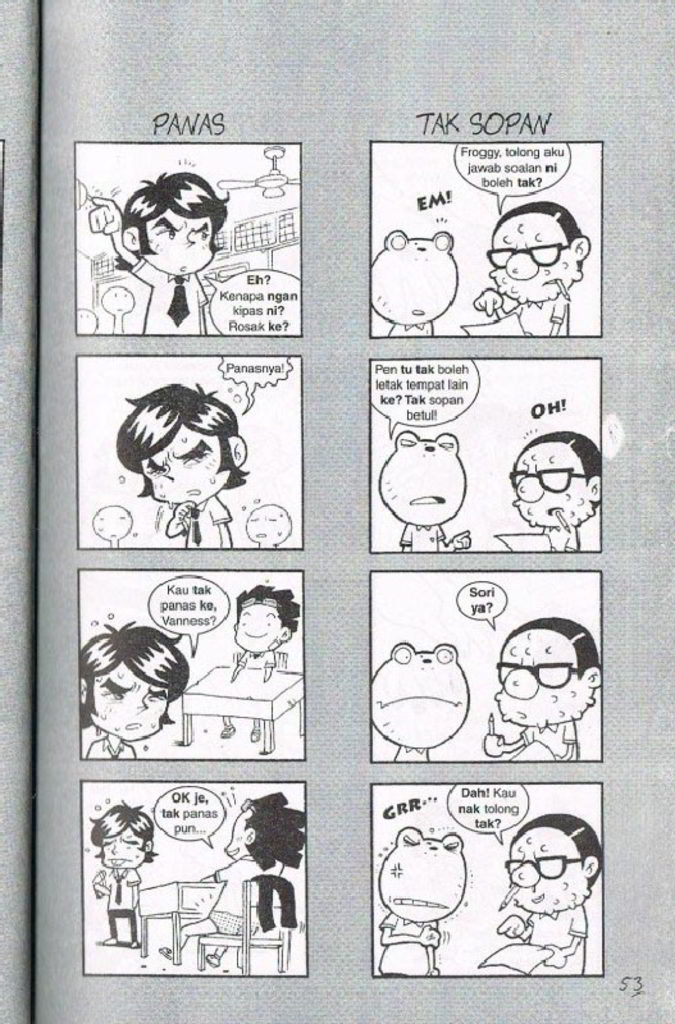 PANAS
Eh?
Kenapa ngan
kipas ni?
Rosak ke?
Panasnya!
Kau tak
panas ke,
Vanness?
OK je,
tak panas
pun...
TAK SOPAN
Froggy, tolong aku
jawab soalan ni
boleh tak?
EM!
Pen tu tak boleh
letak tempat lain
ke? Tak sopan
betul!
OH!
Sori
ya?
GRR...
Dah! Kau
nak tolong
tak?
53